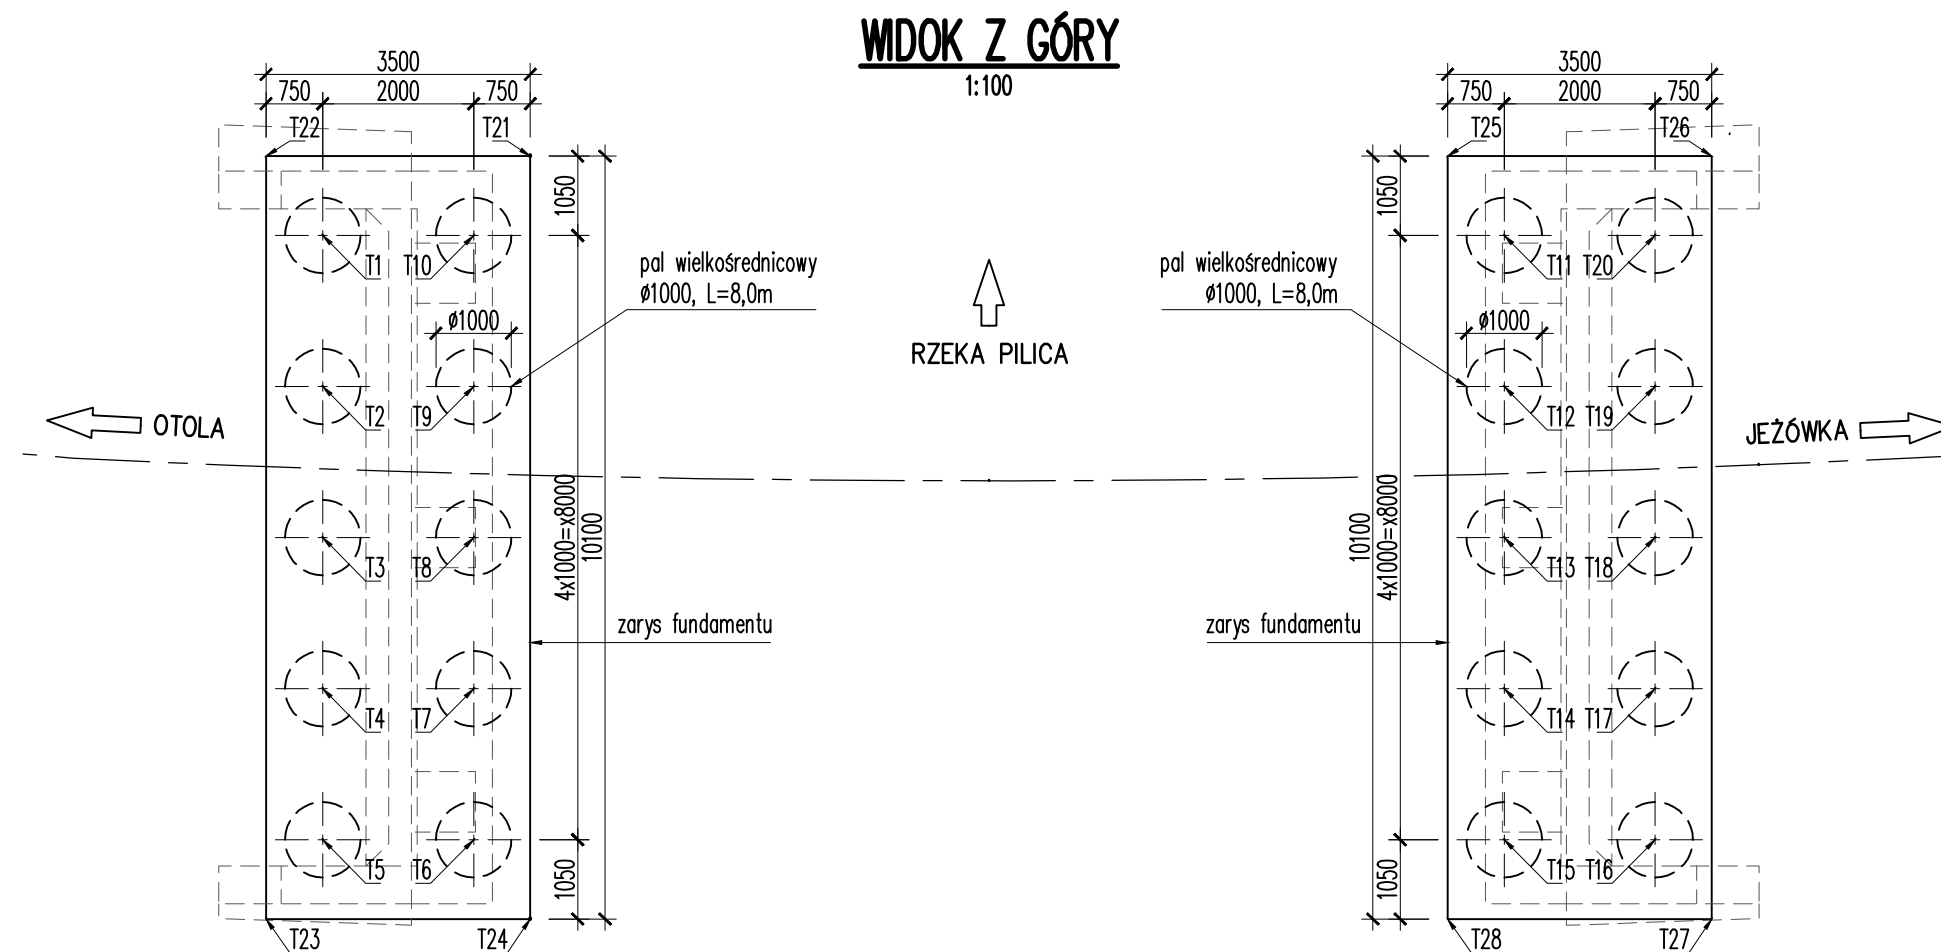 WIDOK Z GÓRY
1:100
3500
750 2000 750
T22 T21
1050
T1 T10
pal wielkośrednicowy
ø1000, L=8,0m
ø1000
T2 T9
OTOLA
4x1000=x8000
10100
T3 T8
zarys fundamentu
T4 T7
T5 T6
1050
T23 T24
RZEKA PILICA
3500
750 2000 750
T25 T26
1050
T11 T20
pal wielkośrednicowy
ø1000, L=8,0m
ø1000
T12 T19
JEŻÓWKA
10100
4x1000=x8000
T13 T18
zarys fundamentu
T14 T17
T15 T16
1050
T28 T27